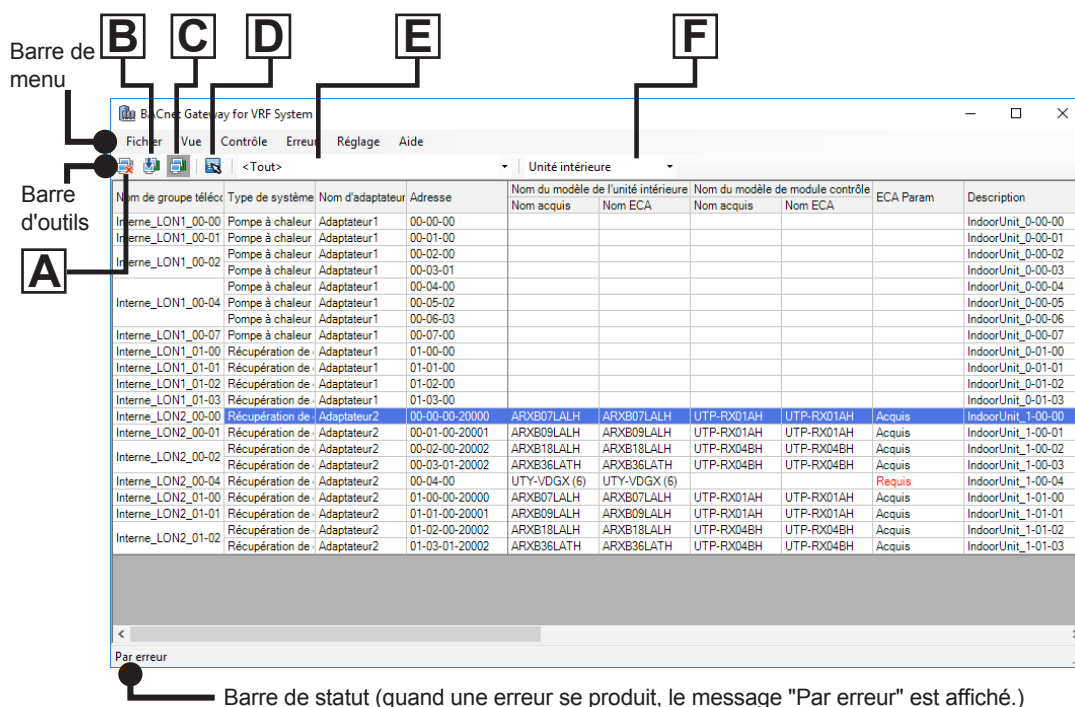 B C D E F
Barre de
menu
BACnet Gateway for VRF System
Fichier Vue Contrôle Erreur Réglage Aide
<Tout> Unité intérieure
Barre
d'outils
A
Nom de groupe téléc Type de système Nom d'adaptateur Adresse Nom du modèle de l'unité intérieure Nom du modèle de module contrôle ECA Param Description
Nom acquis Nom ECA Nom acquis Nom ECA
Interne_LON1_00-00 Pompe à chaleur Adaptateur1 00-00-00 IndoorUnit_0-00-00
Interne_LON1_00-01 Pompe à chaleur Adaptateur1 00-01-00 IndoorUnit_0-00-01
Interne_LON1_00-02 Pompe à chaleur Adaptateur1 00-02-00 IndoorUnit_0-00-02
Pompe à chaleur Adaptateur1 00-03-01 IndoorUnit_0-00-03
Pompe à chaleur Adaptateur1 00-04-00 IndoorUnit_0-00-04
Interne_LON1_00-04 Pompe à chaleur Adaptateur1 00-05-02 IndoorUnit_0-00-05
Pompe à chaleur Adaptateur1 00-06-03 IndoorUnit_0-00-06
Interne_LON1_00-07 Pompe à chaleur Adaptateur1 00-07-00 IndoorUnit_0-00-07
Interne_LON1_01-00 Récupération de Adaptateur1 01-00-00 IndoorUnit_0-01-00
Interne_LON1_01-01 Récupération de Adaptateur1 01-01-00 IndoorUnit_0-01-01
Interne_LON1_01-02 Récupération de Adaptateur1 01-02-00 IndoorUnit_0-01-02
Interne_LON1_01-03 Récupération de Adaptateur1 01-03-00 IndoorUnit_0-01-03
Interne_LON2_00-00 Récupération de Adaptateur2 00-00-00-20000 ARXB07LALH ARXB07LALH UTP-RX01AH UTP-RX01AH Acquis IndoorUnit_1-00-00
Interne_LON2_00-01 Récupération de Adaptateur2 00-01-00-20001 ARXB09LALH ARXB09LALH UTP-RX01AH UTP-RX01AH Acquis IndoorUnit_1-00-01
Interne_LON2_00-02 Récupération de Adaptateur2 00-02-00-20002 ARXB18LALH ARXB18LALH UTP-RX04BH UTP-RX04BH Acquis IndoorUnit_1-00-02
Récupération de Adaptateur2 00-03-01-20002 ARXB36LATH ARXB36LATH UTP-RX04BH UTP-RX04BH Acquis IndoorUnit_1-00-03
Interne_LON2_00-04 Récupération de Adaptateur2 00-04-00 UTY-VDGX (6) UTY-VDGX (6) Requis IndoorUnit_1-00-04
Interne_LON2_01-00 Récupération de Adaptateur2 01-00-00-20000 ARXB07LALH ARXB07LALH UTP-RX01AH UTP-RX01AH Acquis IndoorUnit_1-01-00
Interne_LON2_01-01 Récupération de Adaptateur2 01-01-00-20001 ARXB09LALH ARXB09LALH UTP-RX01AH UTP-RX01AH Acquis IndoorUnit_1-01-01
Interne_LON2_01-02 Récupération de Adaptateur2 01-02-00-20002 ARXB18LALH ARXB18LALH UTP-RX04BH UTP-RX04BH Acquis IndoorUnit_1-01-02
Récupération de Adaptateur2 01-03-01-20002 ARXB36LATH ARXB36LATH UTP-RX04BH UTP-RX04BH Acquis IndoorUnit_1-01-03
Par erreur
Barre de statut (quand une erreur se produit, le message "Par erreur" est affiché.)